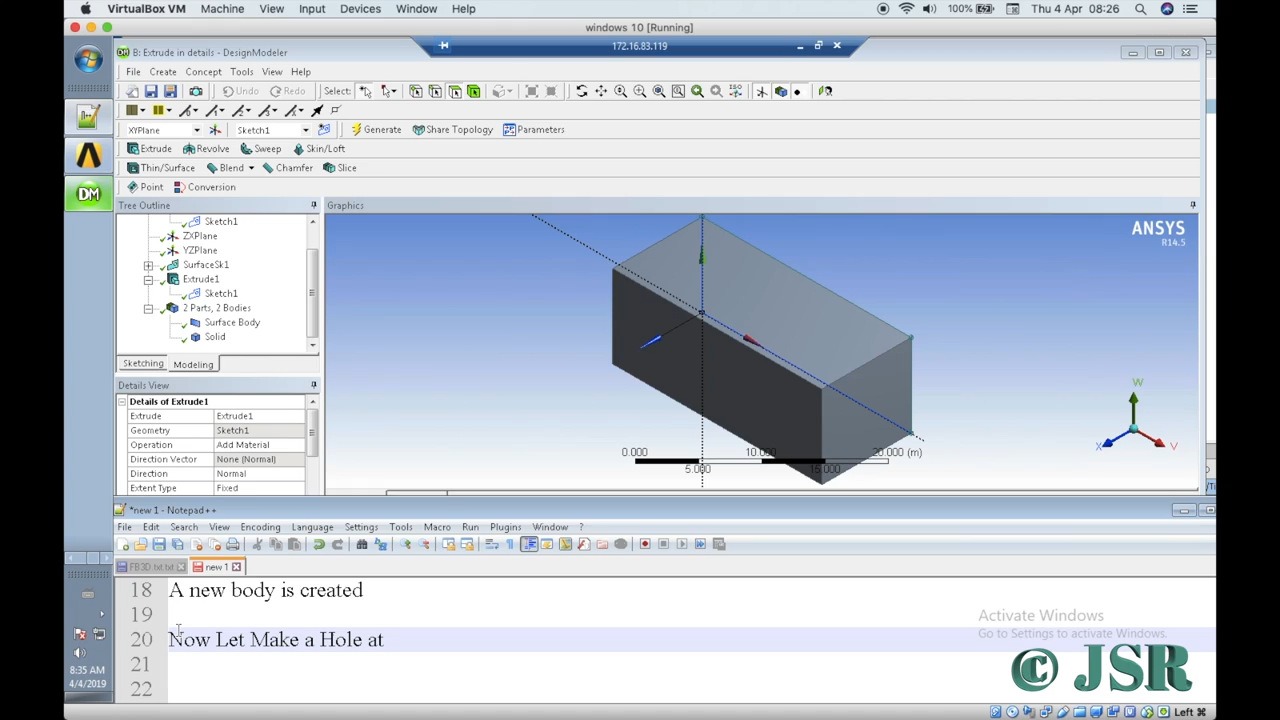 VirtualBox VM Machine View Input Devices Window Help 100% Thu 4 Apr 08:26
windows 10 [Running]
B: Extrude in details - DesignModeler
172.16.83.119
File Create Concept Tools View Help
Undo Redo Select:
XYPlane Sketch1 Generate Share Topology Parameters
Extrude Revolve Sweep Skin/Loft
Thin/Surface Blend Chamfer Slice
Point Conversion
Tree Outline
Graphics
Sketch1
ZXPlane
YZPlane
SurfaceSk1
Extrude1
Sketch1
2 Parts, 2 Bodies
Surface Body
Solid
Sketching Modeling
Details View
Details of Extrude1
Extrude Extrude1
Geometry Sketch1
Operation Add Material
Direction Vector None (Normal)
Direction Normal
Extent Type Fixed
ANSYS
R14.5
W
X
0.000 10.000 20.000 (m)
5.000 15.000
DM
*new 1 - Notepad++
File Edit Search View Encoding Language Settings Tools Macro Run Plugins Window ?
FB3D.txt.txt new 1
18 A new body is created
19
20 Now Let Make a Hole at
21
22
Activate Windows
Go to Settings to activate Windows.
© JSR
8:35 AM
4/4/2019
Left ⌘